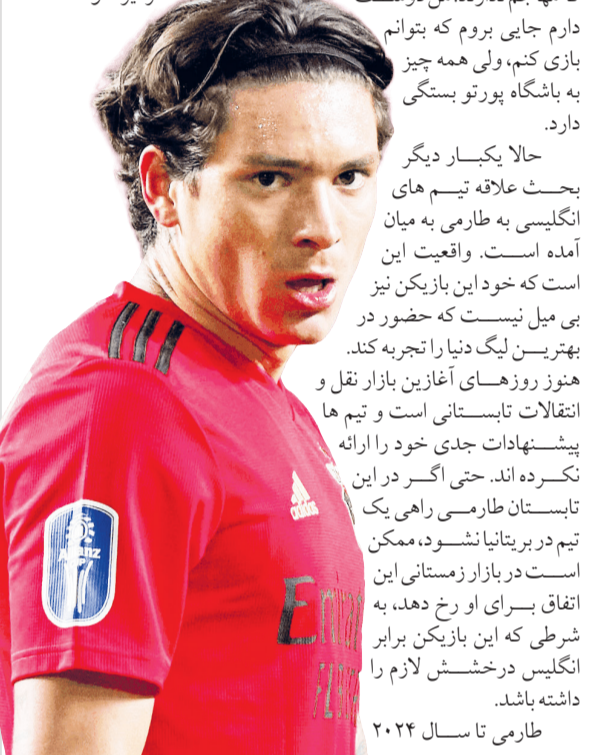 دارم جایی بروم که بتوانم
بازی کنم، ولی همه چیز
به باشگاه پورتو بستگی
دارد.
حالا یکبار دیگر
بحث علاقه تیم های
انگلیسی به طارمی به میان
آمده است. واقعیت این
است که خود این بازیکن نیز
بی میل نیست که حضور در
بهترین لیگ دنیا را تجربه کند.
هنوز روزهای آغازین بازار نقل و
انتقالات تابستانی است و تیم ها
پیشنهادات جدی خود را ارائه
نکرده اند. حتی اگر در این
تابستان طارمی راهی یک
تیم در بریتانیا نشود، ممکن
است در بازار زمستانی این
اتفاق برای او رخ دهد، به
شرطی که این بازیکن برابر
انگلیس درخشش لازم را
داشته باشد.
طارمی تا سال ۲۰۲۴
adidas
Allianz